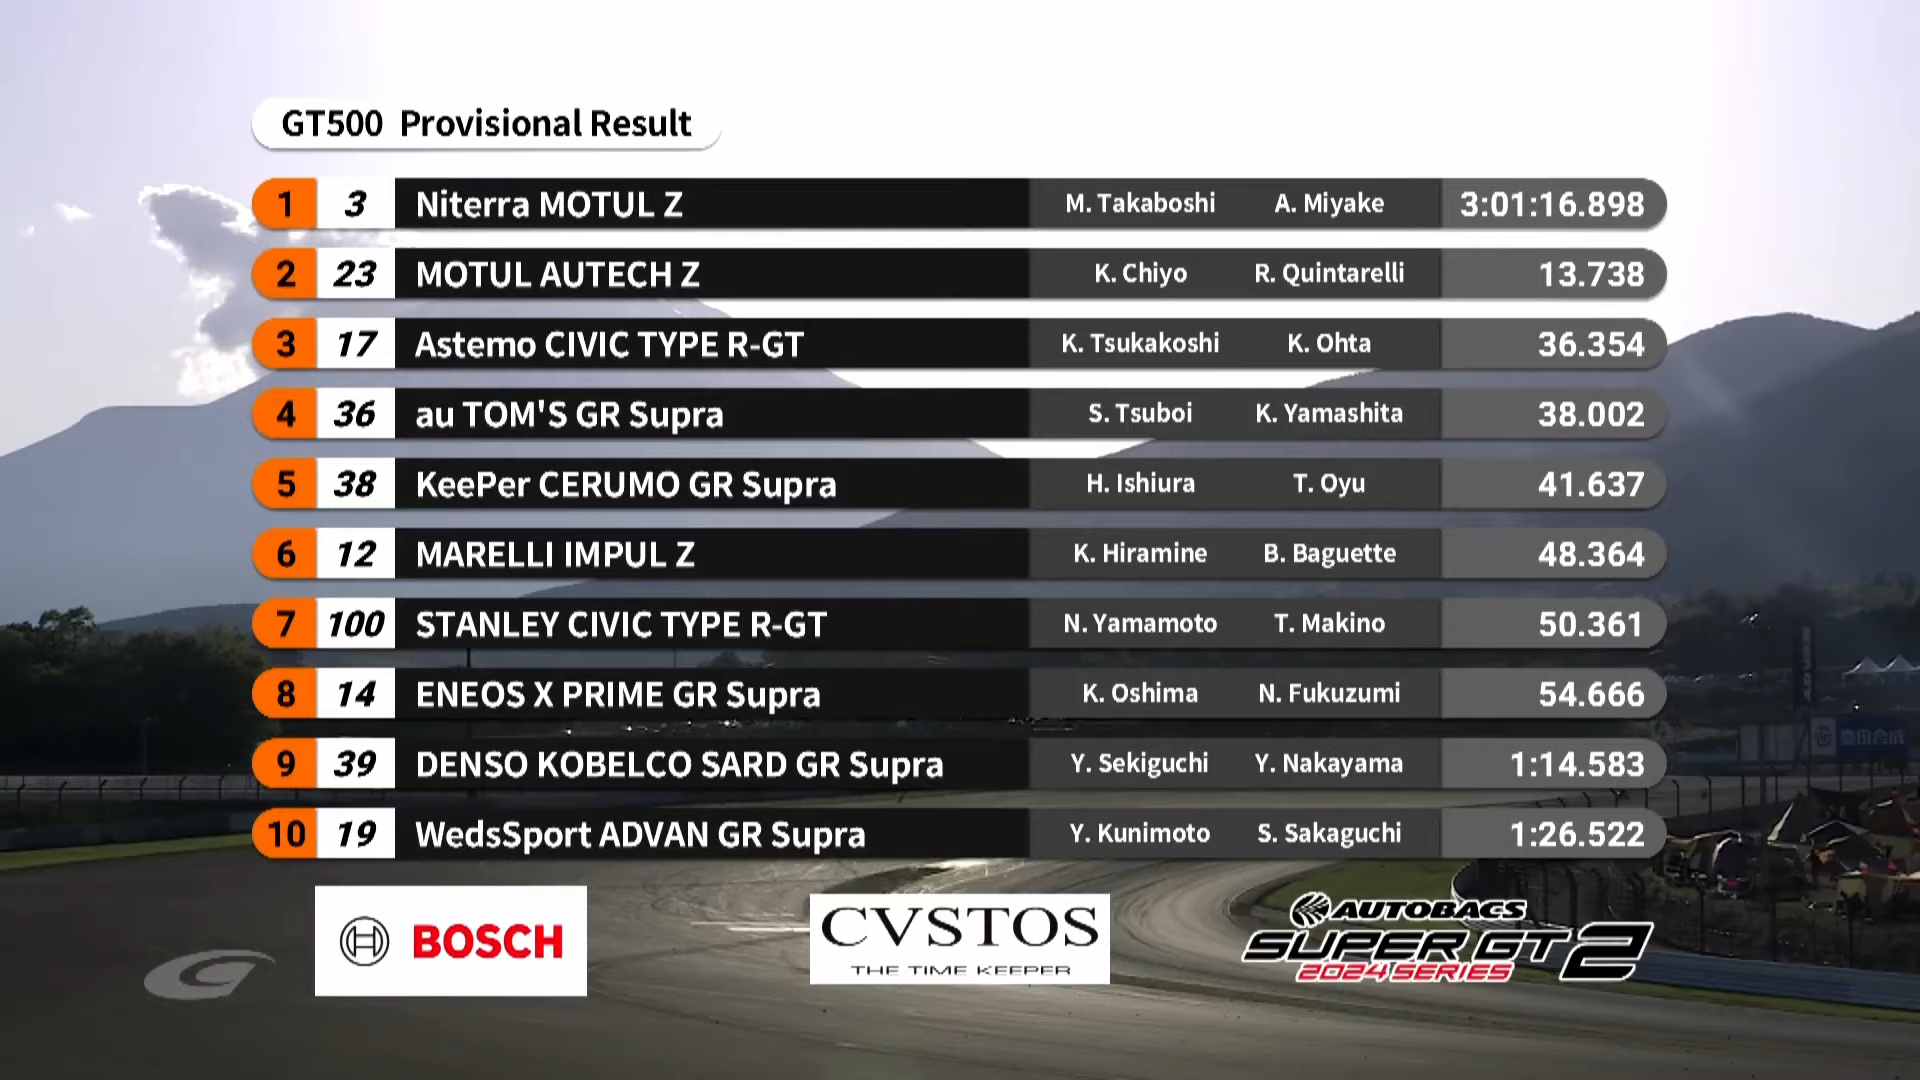 GT500 Provisional Result
1 3 Niterra MOTUL Z M. Takaboshi A. Miyake 3:01:16.898
2 23 MOTUL AUTECH Z K. Chiyo R. Quintarelli 13.738
3 17 Astemo CIVIC TYPE R-GT K. Tsukakoshi K. Ohta 36.354
4 36 au TOM'S GR Supra S. Tsuboi K. Yamashita 38.002
5 38 KeePer CERUMO GR Supra H. Ishiura T. Oyu 41.637
6 12 MARELLI IMPUL Z K. Hiramine B. Baguette 48.364
7 100 STANLEY CIVIC TYPE R-GT N. Yamamoto T. Makino 50.361
8 14 ENEOS X PRIME GR Supra K. Oshima N. Fukuzumi 54.666
9 39 DENSO KOBELCO SARD GR Supra Y. Sekiguchi Y. Nakayama 1:14.583
10 19 WedsSport ADVAN GR Supra Y. Kunimoto S. Sakaguchi 1:26.522
BOSCH
CVSTOS
THE TIME KEEPER
AUTOBACS
SUPER GT 2
2024 SERIES